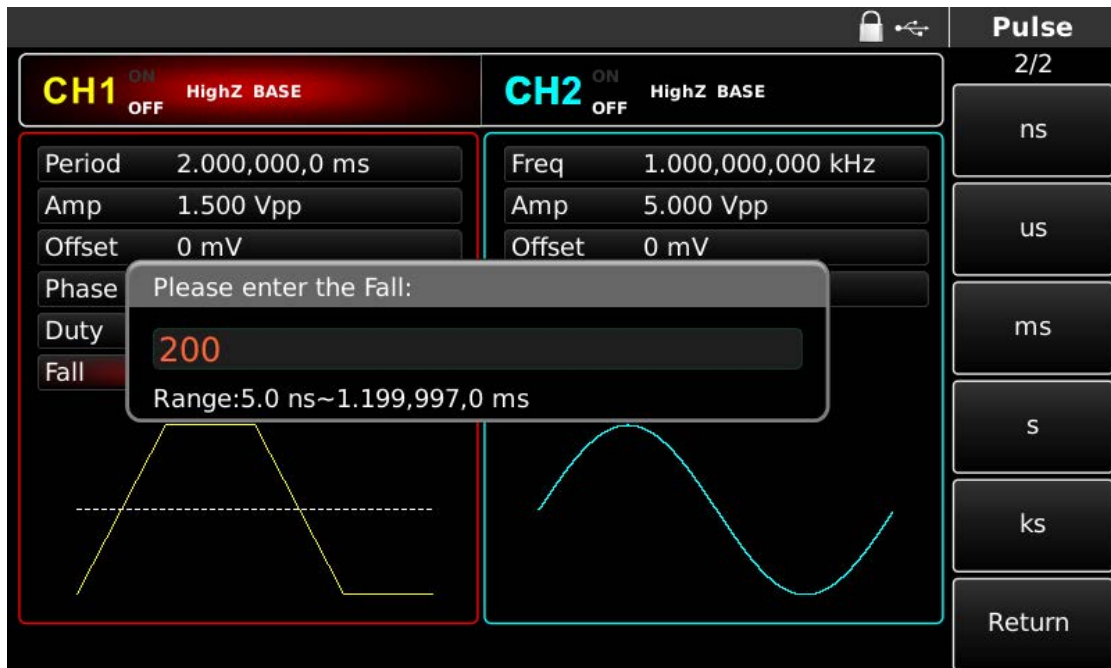 Pulse
2/2
CH1 ON OFF HighZ BASE
CH2 ON OFF HighZ BASE
Period 2.000,000,0 ms
Amp 1.500 Vpp
Offset 0 mV
Phase
Duty
Fall
Freq 1.000,000,000 kHz
Amp 5.000 Vpp
Offset 0 mV
Please enter the Fall:
200
Range:5.0 ns~1.199,997,0 ms
ns
us
ms
s
ks
Return